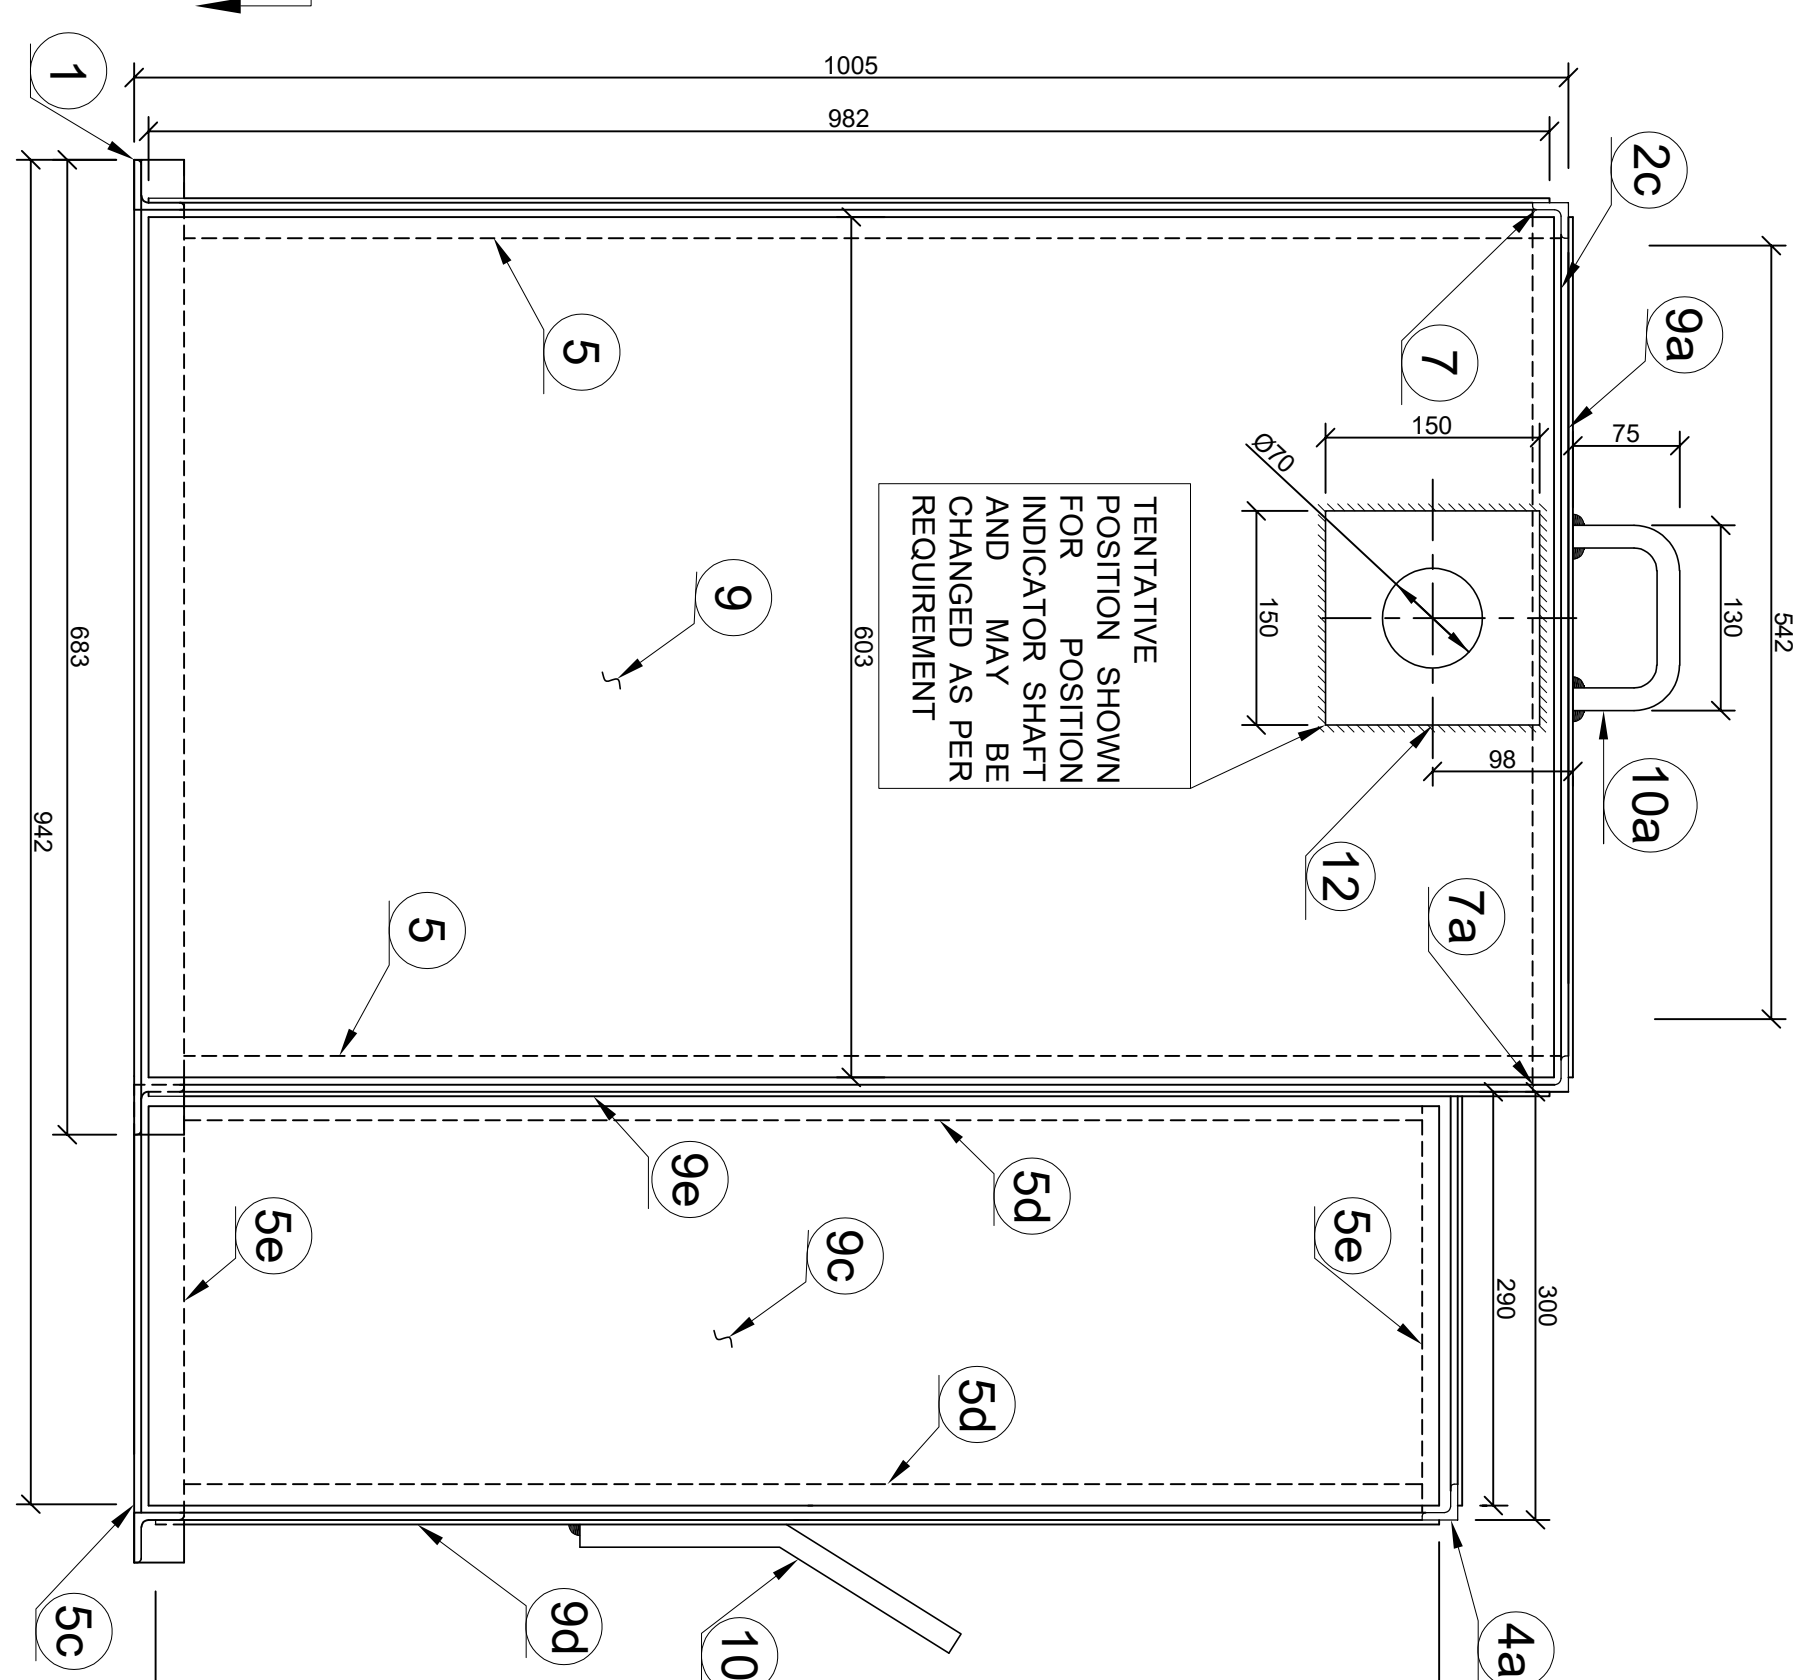 1
1005
982
2c
542
5
7
9a
150
75
Ø70
130
150
TENTATIVE
POSITION SHOWN
FOR POSITION
INDICATOR SHAFT
AND MAY BE
CHANGED AS PER
REQUIREMENT
9
603
683
98
10a
942
12
7a
5
9e
5d
5e
5e
9c
290
300
5d
5c
9d
10
4a